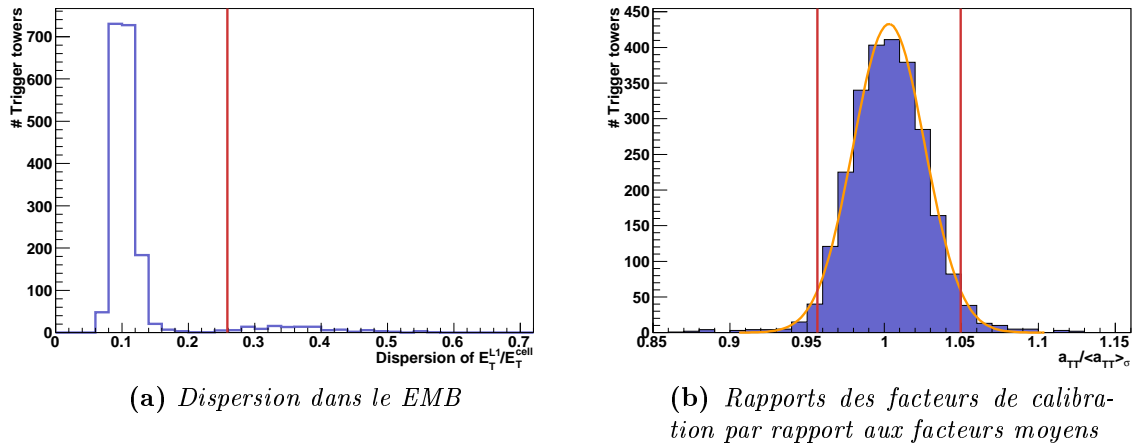 # Trigger towers
700
600
500
400
300
200
100
0
0 0.1 0.2 0.3 0.4 0.5 0.6 0.7
Dispersion of E_T^L1/E_T^cell
(a) Dispersion dans le EMB
# Trigger towers
450
400
350
300
250
200
150
100
50
0
0.85 0.9 0.95 1 1.05 1.1 1.15
a_TT/<a_TT>_σ
(b) Rapports des facteurs de calibra-
tion par rapport aux facteurs moyens